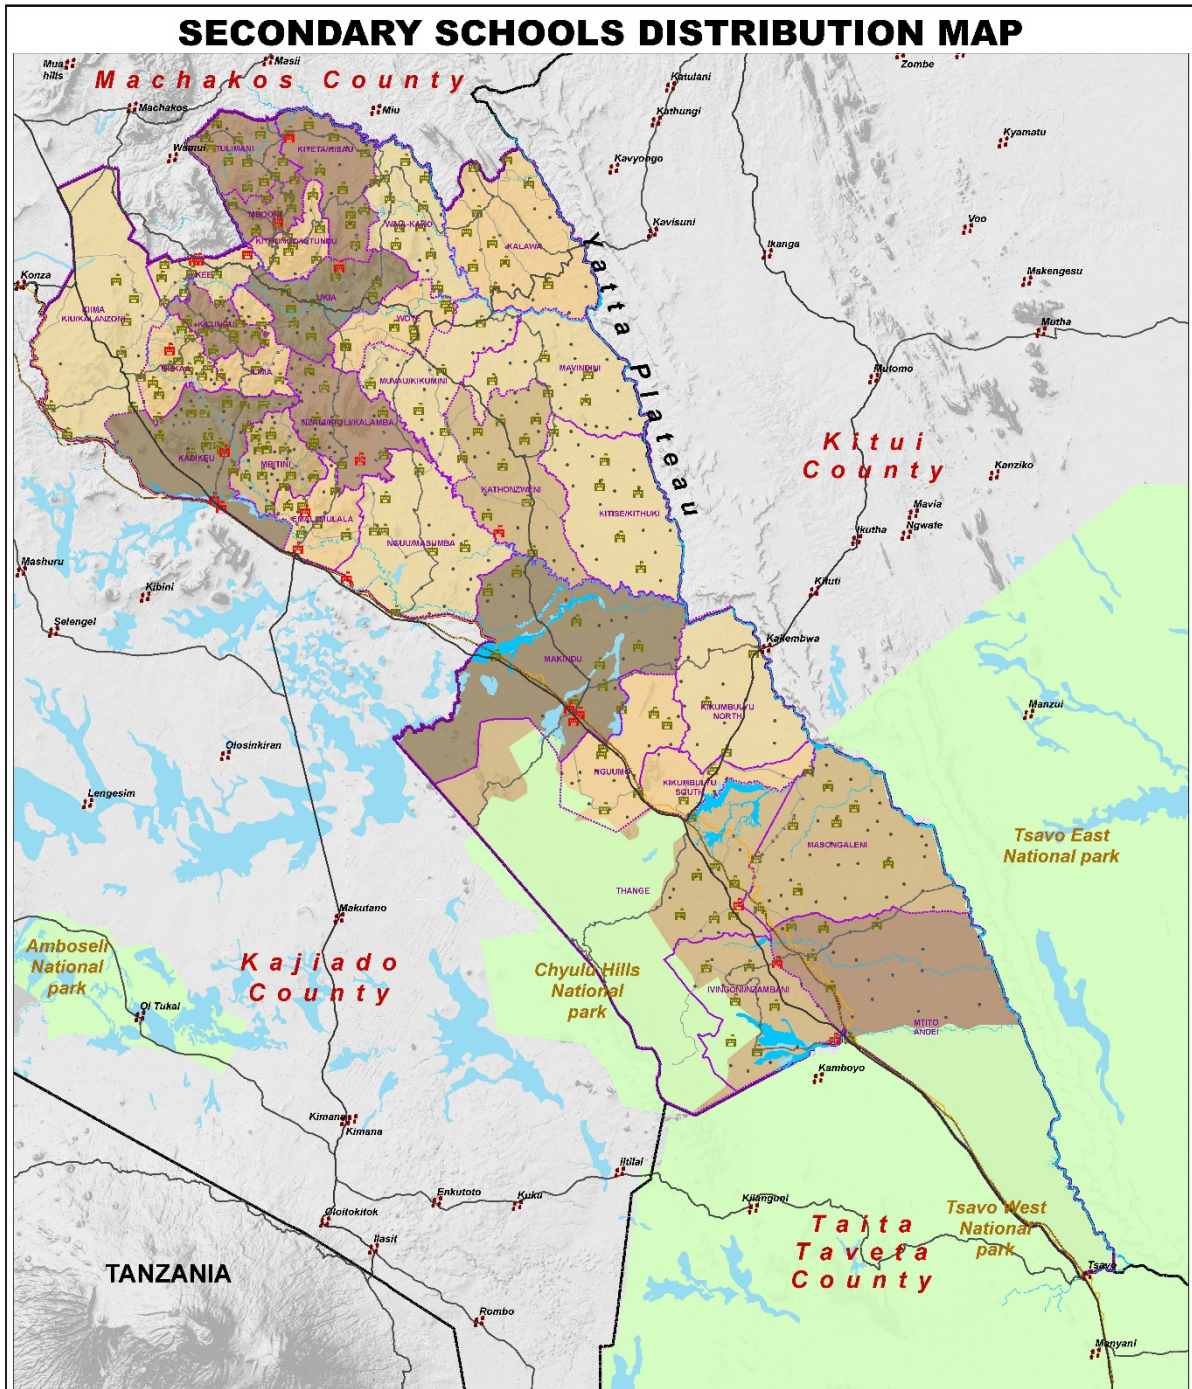 SECONDARY SCHOOLS DISTRIBUTION MAP
Mua
hills
Masii
Machakos County
Machakos
Miu
Katulani
Zombe
Kathungi
Kyamatu
Wamui
TULIMANI
KITETA/KISAU
Kavyongo
MBOONI
WAIA-KAKO
Kavisuni
Voo
KALAWA
Ikanga
KEE
Konza
UKIA
Makengesu
KIIMA
KIU/KALANZONI
KILUNGU
WOTE
Mutha
Yatta Plateau
MUKAA
ILIMA
MUVAU/KIKUMINI
MAVINDINI
Mutomo
NZAUI/KILILI/KALAMBA
Kitui
County
KASIKEU
MBITINI
Kanziko
KATHONZWENI
EMALI/MULALA
KITISE/KITHUKI
Mavia
Ngwate
Ikutha
NGUU/MASUMBA
Mashuru
Kibini
Kituti
Selengei
MAKINDU
Kalembwa
KIKUMBULYU
NORTH
Manzui
Olosinkiran
NGUUMO
KIKUMBULYU
SOUTH
Lengesim
Tsavo East
National park
MASONGALENI
THANGE
Makutano
Amboseli
National
park
Kajiado
County
Chyulu Hills
National
park
IVINGONI/NZAMBANI
Ol Tukai
MTITO
ANDEI
Kamboyo
Kimana
Kimana
Iltilal
Enkutoto
Kuku
Kilanguni
Oloitokitok
Taita
Taveta
County
Tsavo West
National
park
Ilasit
TANZANIA
Tsavo
Rombo
Manyani